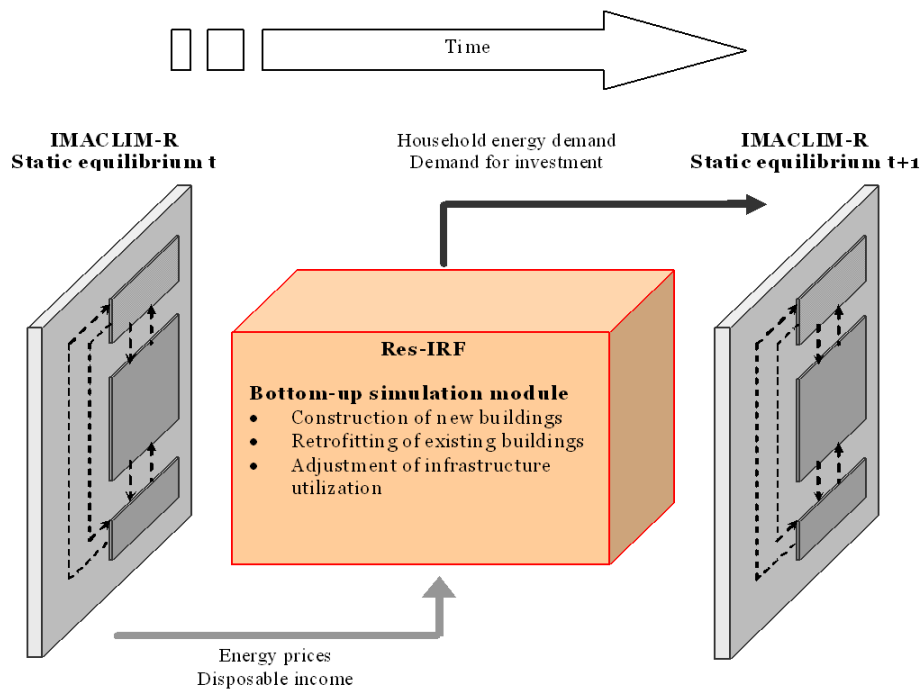 Time
IMACLIM-R
Static equilibrium t
Household energy demand
Demand for investment
IMACLIM-R
Static equilibrium t+1
Res-IRF
Bottom-up simulation module
• Construction of new buildings
• Retrofitting of existing buildings
• Adjustment of infrastructure
utilization
Energy prices
Disposable income